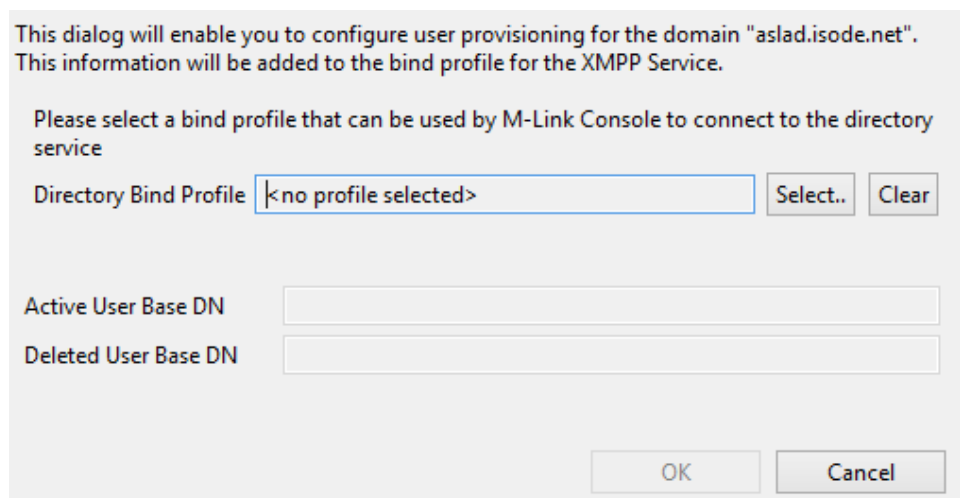 This dialog will enable you to configure user provisioning for the domain "aslad.isode.net".
This information will be added to the bind profile for the XMPP Service.
Please select a bind profile that can be used by M-Link Console to connect to the directory
service
Directory Bind Profile <no profile selected> Select.. Clear
Active User Base DN
Deleted User Base DN
OK Cancel